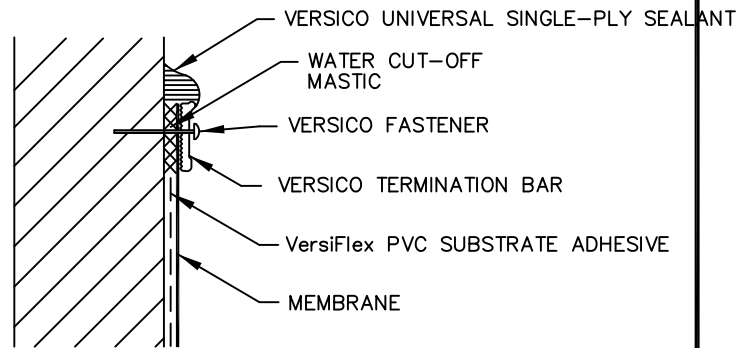 VERSICO UNIVERSAL SINGLE-PLY SEALANT
WATER CUT-OFF
MASTIC
VERSICO FASTENER
VERSICO TERMINATION BAR
VersiFlex PVC SUBSTRATE ADHESIVE
MEMBRANE